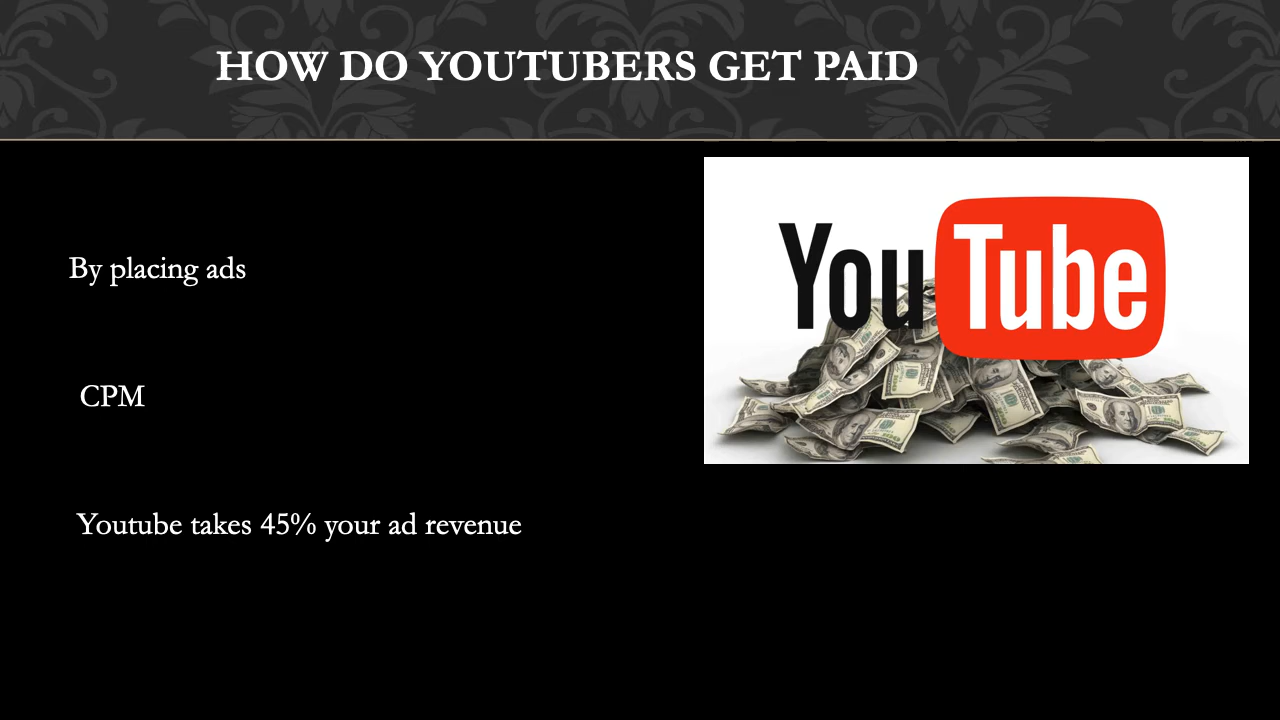 HOW DO YOUTUBERS GET PAID
By placing ads
CPM
Youtube takes 45% your ad revenue
YouTube